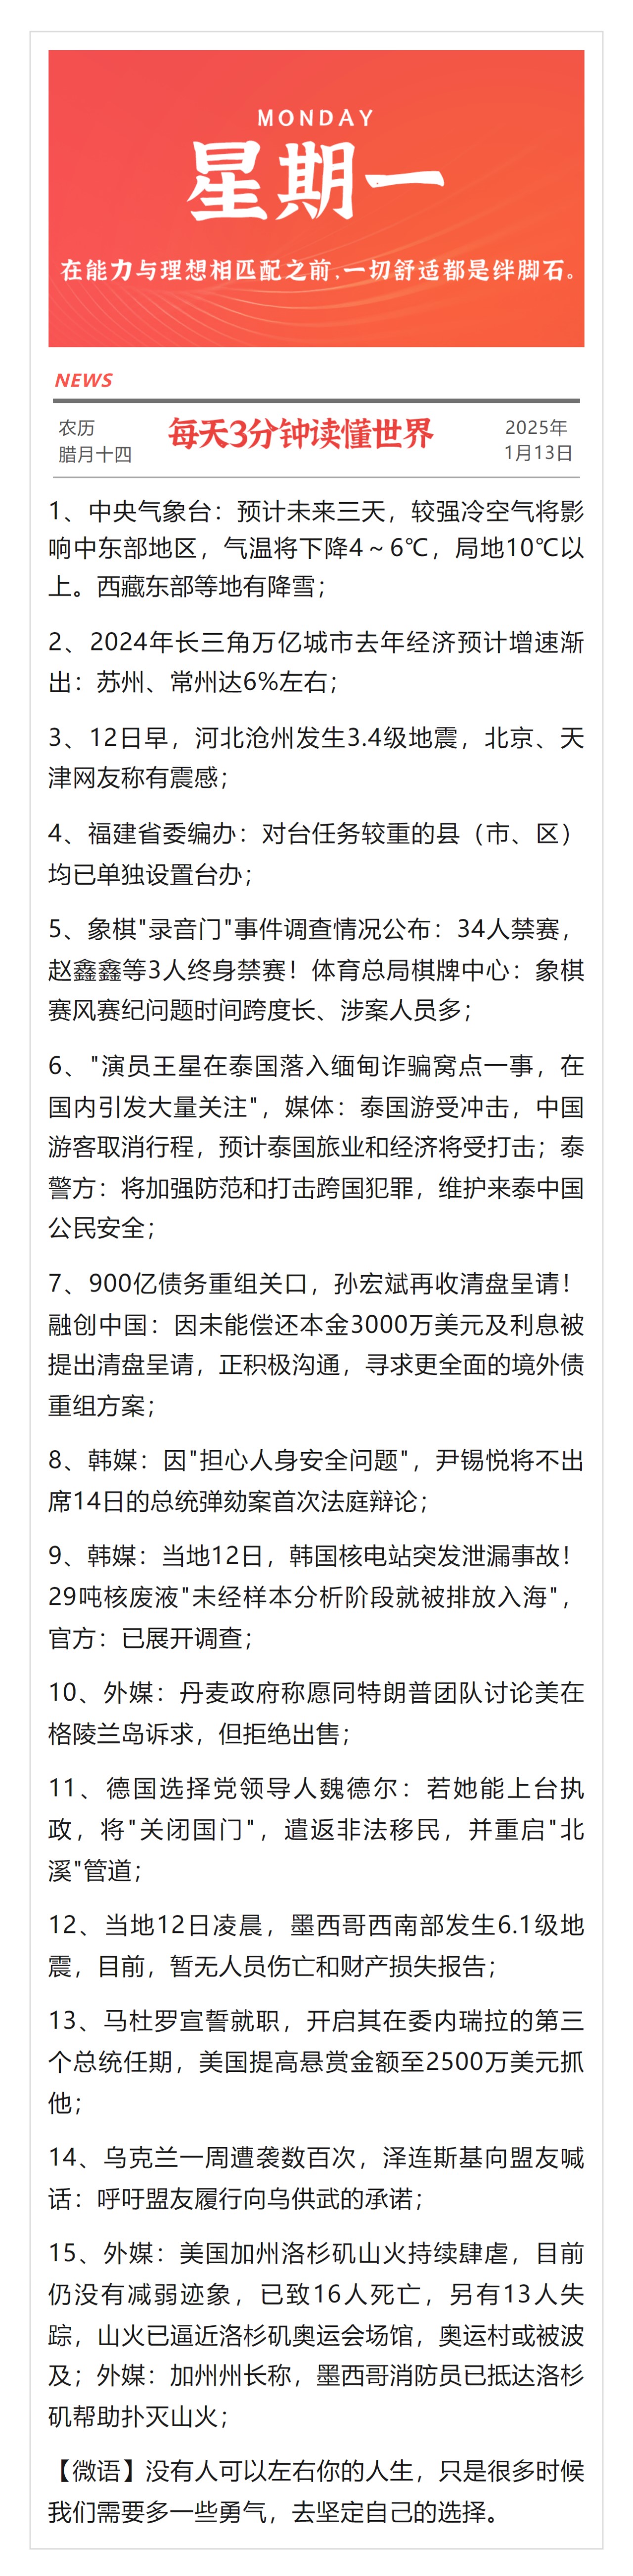 MONDAY
星期一
在能力与理想相匹配之前,一切舒适都是绊脚石。
NEWS
农历
腊月十四
每天3分钟读懂世界
2025年
1月13日
1、中央气象台：预计未来三天，较强冷空气将影
响中东部地区，气温将下降4～6℃，局地10℃以
上。西藏东部等地有降雪；
2、2024年长三角万亿城市去年经济预计增速渐
出：苏州、常州达6%左右；
3、12日早，河北沧州发生3.4级地震，北京、天
津网友称有震感；
4、福建省委编办：对台任务较重的县（市、区）
均已单独设置台办；
5、象棋"录音门"事件调查情况公布：34人禁赛，
赵鑫鑫等3人终身禁赛！体育总局棋牌中心：象棋
赛风赛纪问题时间跨度长、涉案人员多；
6、"演员王星在泰国落入缅甸诈骗窝点一事，在
国内引发大量关注"，媒体：泰国游受冲击，中国
游客取消行程，预计泰国旅业和经济将受打击；泰
警方：将加强防范和打击跨国犯罪，维护来泰中国
公民安全；
7、900亿债务重组关口，孙宏斌再收清盘呈请！
融创中国：因未能偿还本金3000万美元及利息被
提出清盘呈请，正积极沟通，寻求更全面的境外债
重组方案；
8、韩媒：因"担心人身安全问题"，尹锡悦将不出
席14日的总统弹劾案首次法庭辩论；
9、韩媒：当地12日，韩国核电站突发泄漏事故！
29吨核废液"未经样本分析阶段就被排放入海"，
官方：已展开调查；
10、外媒：丹麦政府称愿同特朗普团队讨论美在
格陵兰岛诉求，但拒绝出售；
11、德国选择党领导人魏德尔：若她能上台执
政，将"关闭国门"，遣返非法移民，并重启"北
溪"管道；
12、当地12日凌晨，墨西哥西南部发生6.1级地
震，目前，暂无人员伤亡和财产损失报告；
13、马杜罗宣誓就职，开启其在委内瑞拉的第三
个总统任期，美国提高悬赏金额至2500万美元抓
他；
14、乌克兰一周遭袭数百次，泽连斯基向盟友喊
话：呼吁盟友履行向乌供武的承诺；
15、外媒：美国加州洛杉矶山火持续肆虐，目前
仍没有减弱迹象，已致16人死亡，另有13人失
踪，山火已逼近洛杉矶奥运会场馆，奥运村或被波
及；外媒：加州州长称，墨西哥消防员已抵达洛杉
矶帮助扑灭山火；
【微语】没有人可以左右你的人生，只是很多时候
我们需要多一些勇气，去坚定自己的选择。